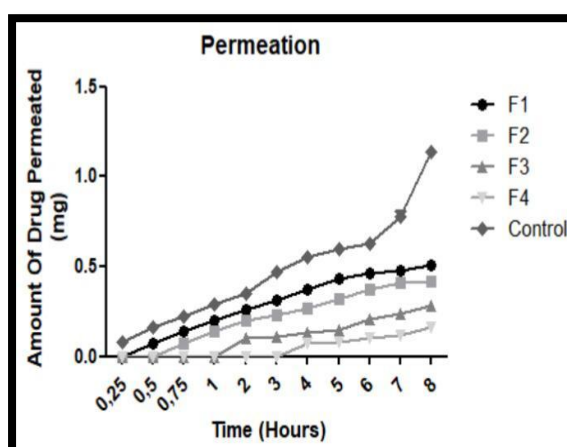 Permeation
Amount Of Drug Permeated
(mg)
1.5
1.0
0.5
0.0
0,25
0,5
0,75
1
2
3
4
5
6
7
8
Time (Hours)
F1
F2
F3
F4
Control